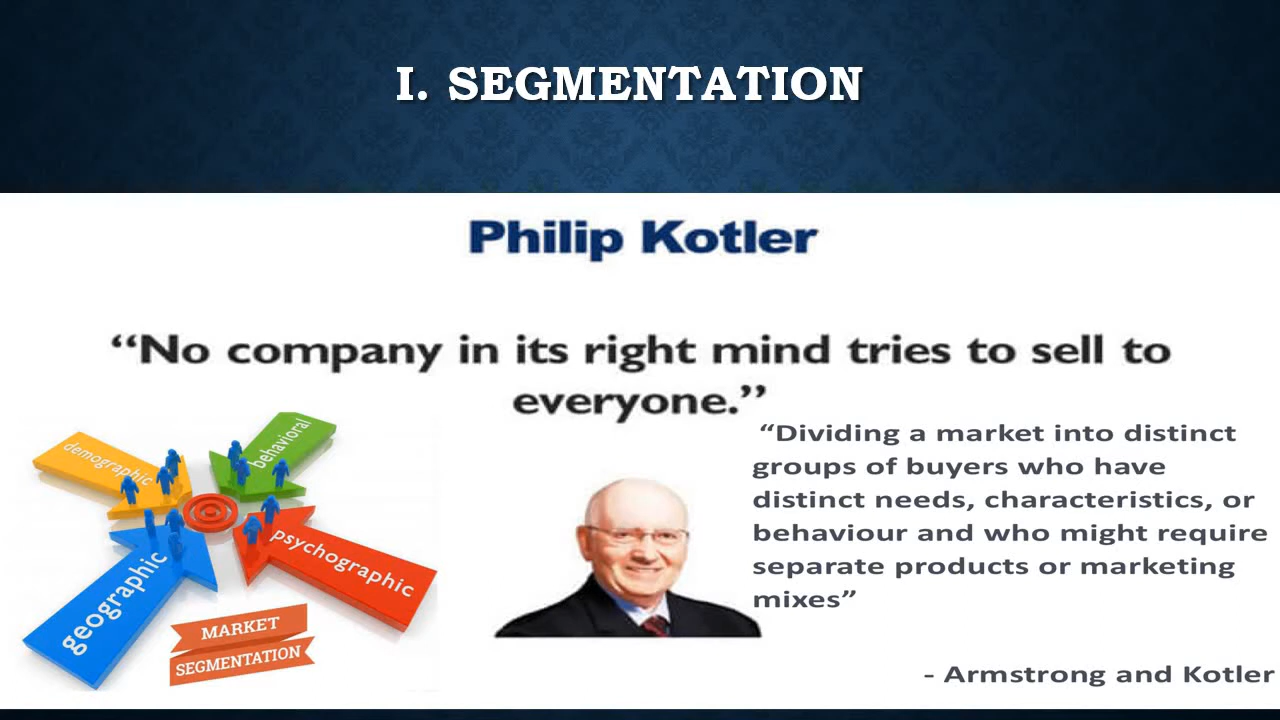 I. SEGMENTATION
Philip Kotler
“No company in its right mind tries to sell to
everyone.”
“Dividing a market into distinct
groups of buyers who have
distinct needs, characteristics, or
behaviour and who might require
separate products or marketing
mixes”
- Armstrong and Kotler
demographic
behavioral
geographic
psychographic
MARKET
SEGMENTATION